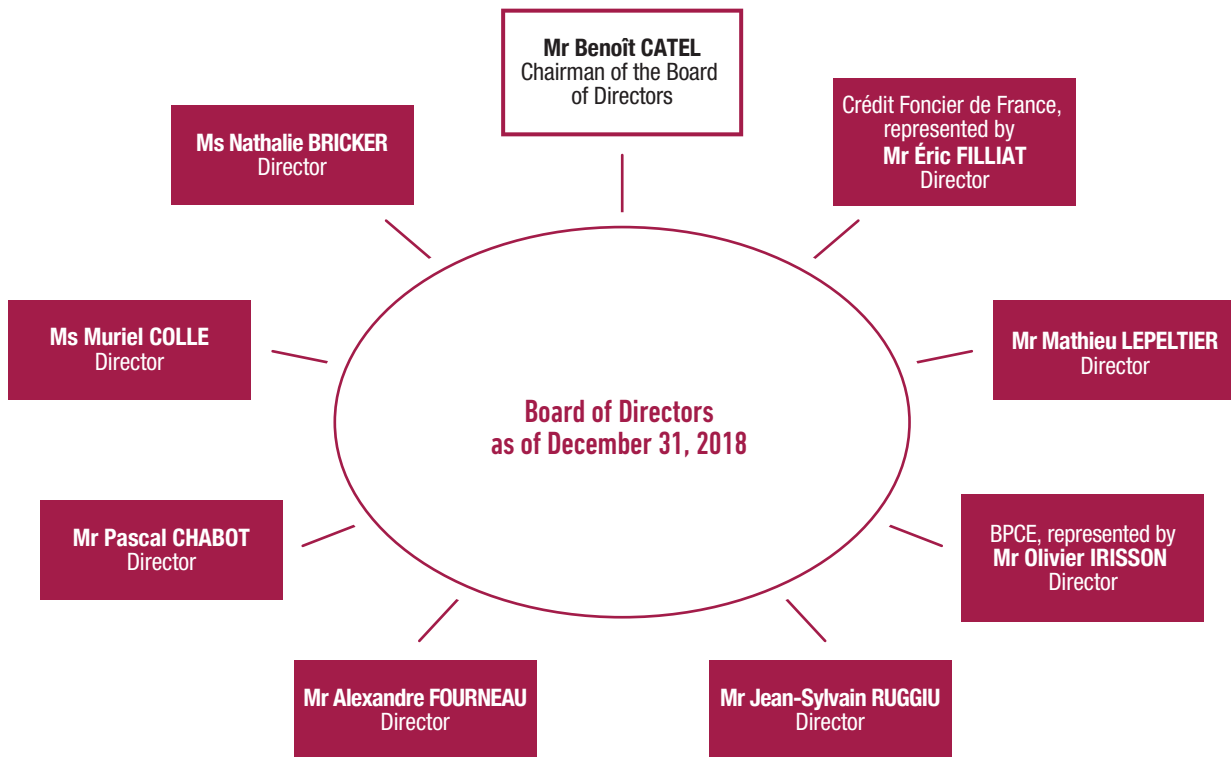 Mr Benoît CATEL
Chairman of the Board
of Directors
Crédit Foncier de France,
represented by
Mr Éric FILLIAT
Director
Ms Nathalie BRICKER
Director
Ms Muriel COLLE
Director
Mr Mathieu LEPELTIER
Director
Board of Directors
as of December 31, 2018
Mr Pascal CHABOT
Director
BPCE, represented by
Mr Olivier IRISSON
Director
Mr Alexandre FOURNEAU
Director
Mr Jean-Sylvain RUGGIU
Director